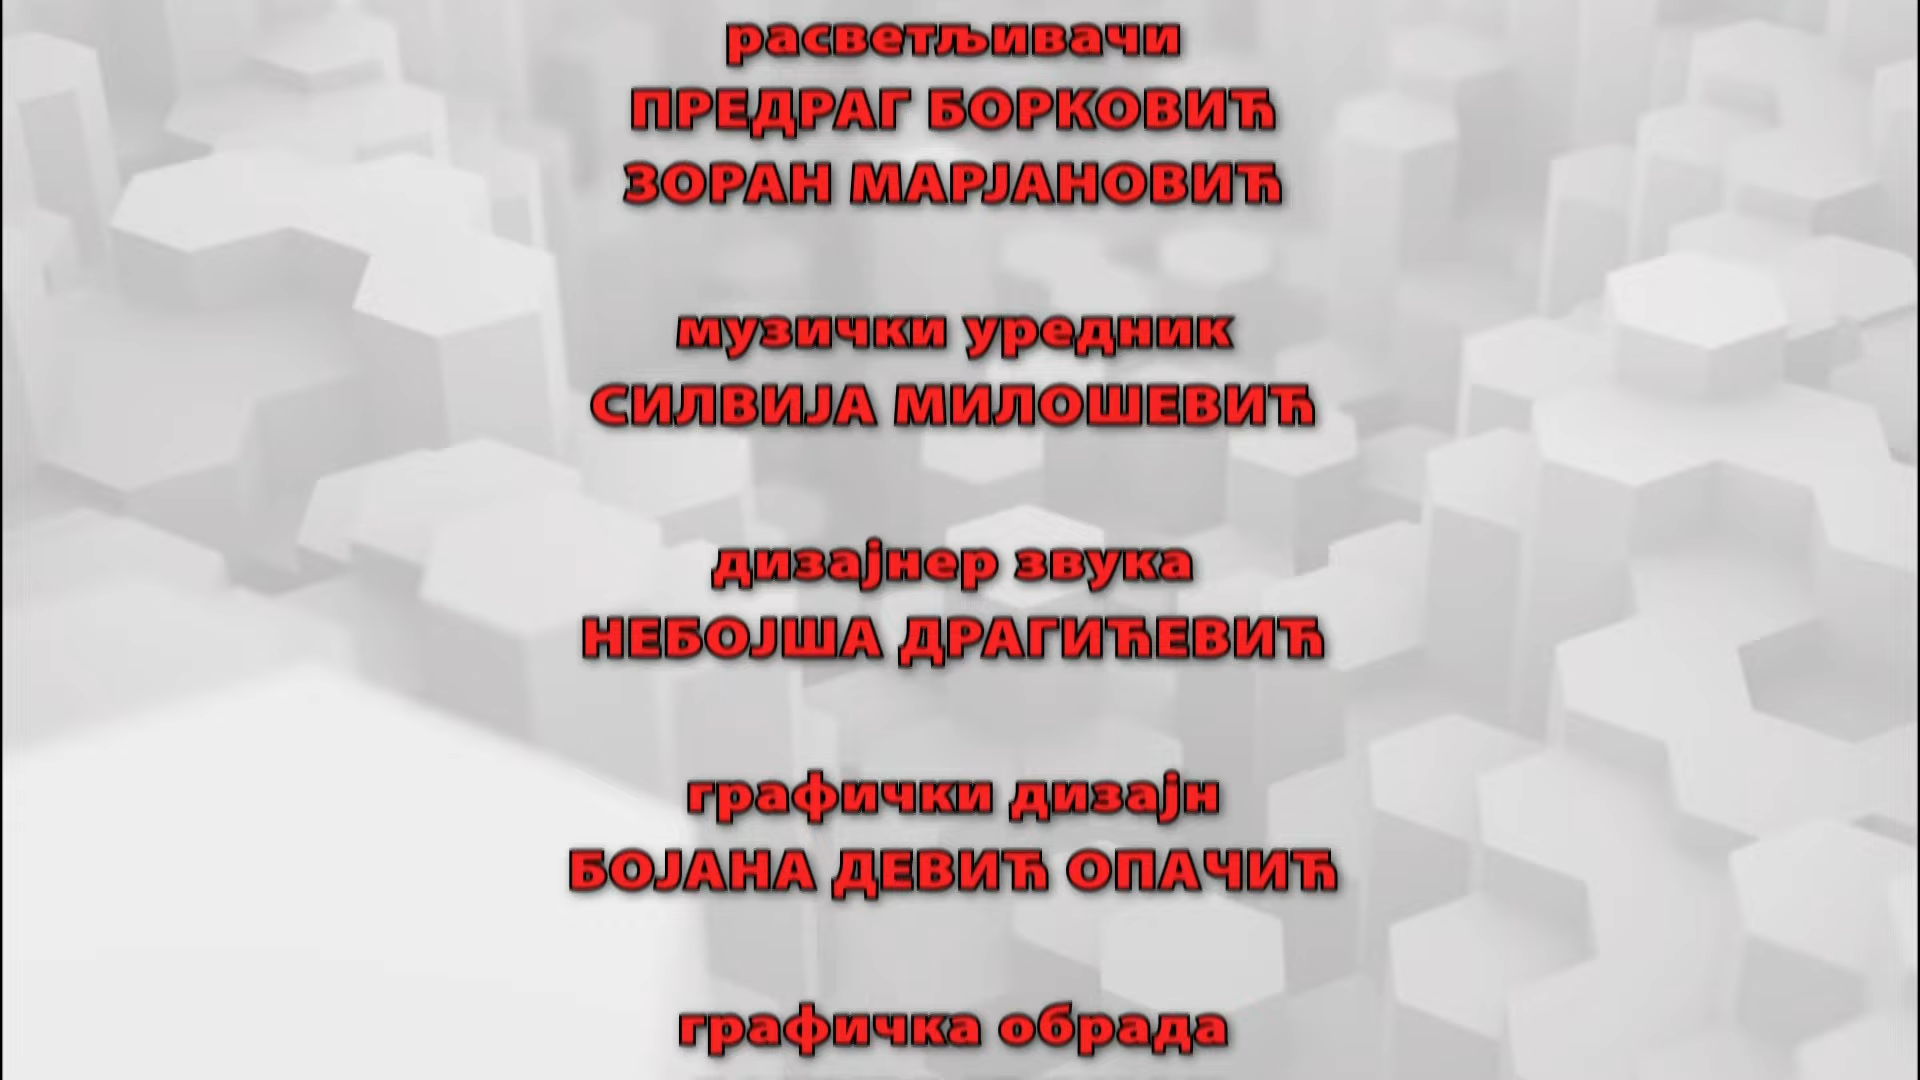 расветљивачи
ПРЕДРАГ БОРКОВИЋ
ЗОРАН МАРЈАНОВИЋ
музички уредник
СИЛВИЈА МИЛОШЕВИЋ
дизајнер звука
НЕБОЈША ДРАГИЋЕВИЋ
графички дизајн
БОЈАНА ДЕВИЋ ОПАЧИЋ
графичка обрада